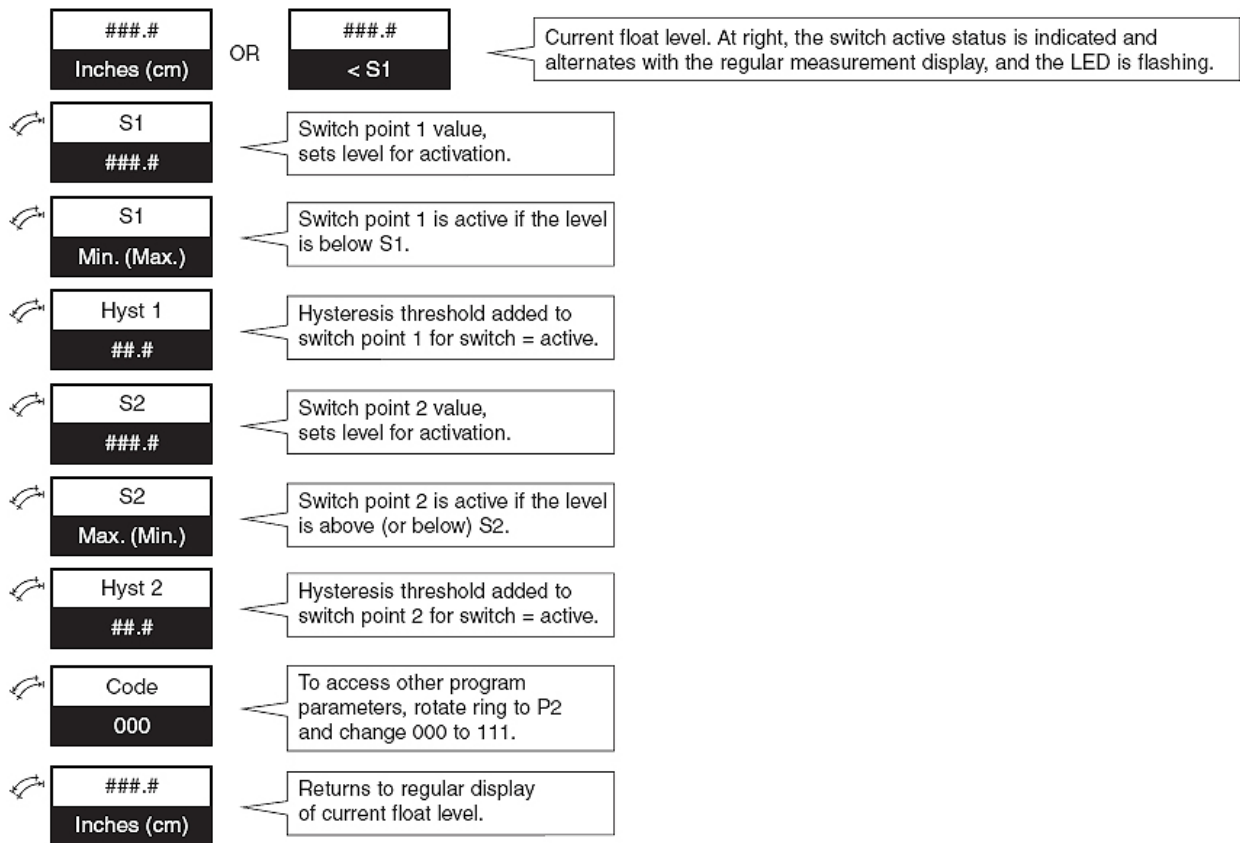 ###.#
Inches (cm)
OR
###.#
< S1
Current float level. At right, the switch active status is indicated and
alternates with the regular measurement display, and the LED is flashing.
S1
###.#
Switch point 1 value,
sets level for activation.
S1
Min. (Max.)
Switch point 1 is active if the level
is below S1.
Hyst 1
##.#
Hysteresis threshold added to
switch point 1 for switch = active.
S2
###.#
Switch point 2 value,
sets level for activation.
S2
Max. (Min.)
Switch point 2 is active if the level
is above (or below) S2.
Hyst 2
##.#
Hysteresis threshold added to
switch point 2 for switch = active.
Code
000
To access other program
parameters, rotate ring to P2
and change 000 to 111.
###.#
Inches (cm)
Returns to regular display
of current float level.